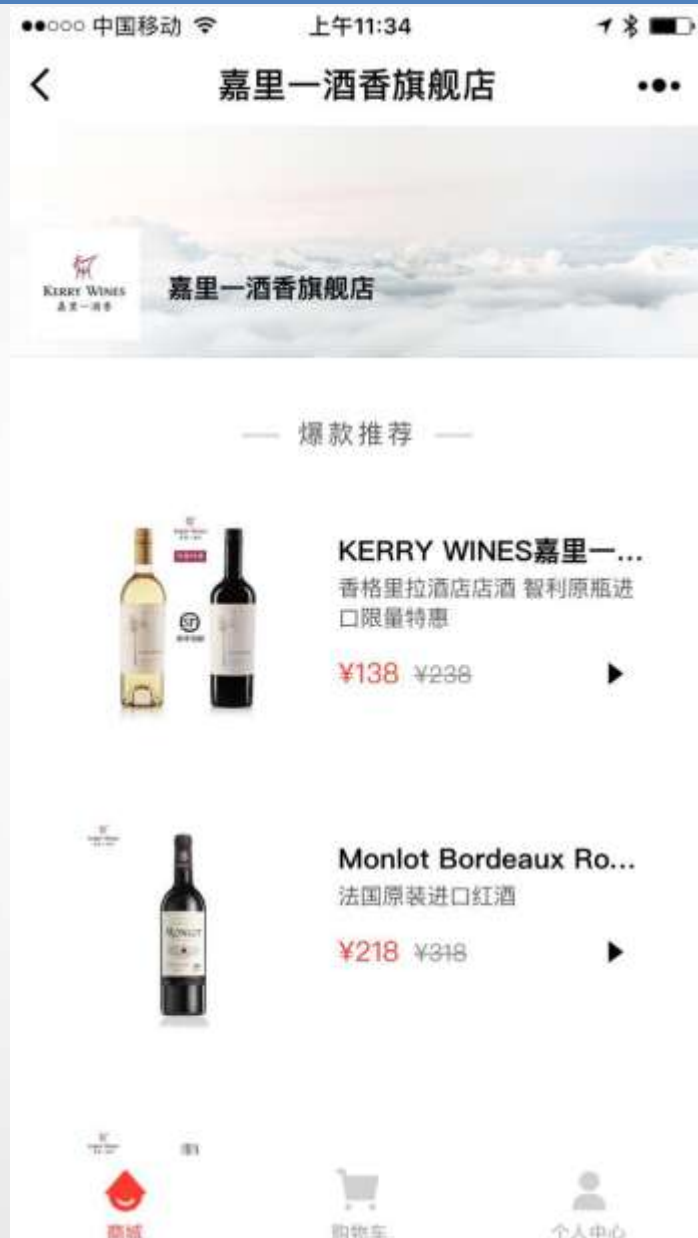 中国移动
上午11:34
嘉里一酒香旗舰店
KERRY WINES
嘉里一酒香
嘉里一酒香旗舰店
爆款推荐
KERRY WINES嘉里一...
香格里拉酒店店酒 智利原瓶进
口限量特惠
¥138 ¥238
SF
Monlot Bordeaux Ro...
法国原装进口红酒
¥218 ¥318
MONLOT
商城
购物车
个人中心